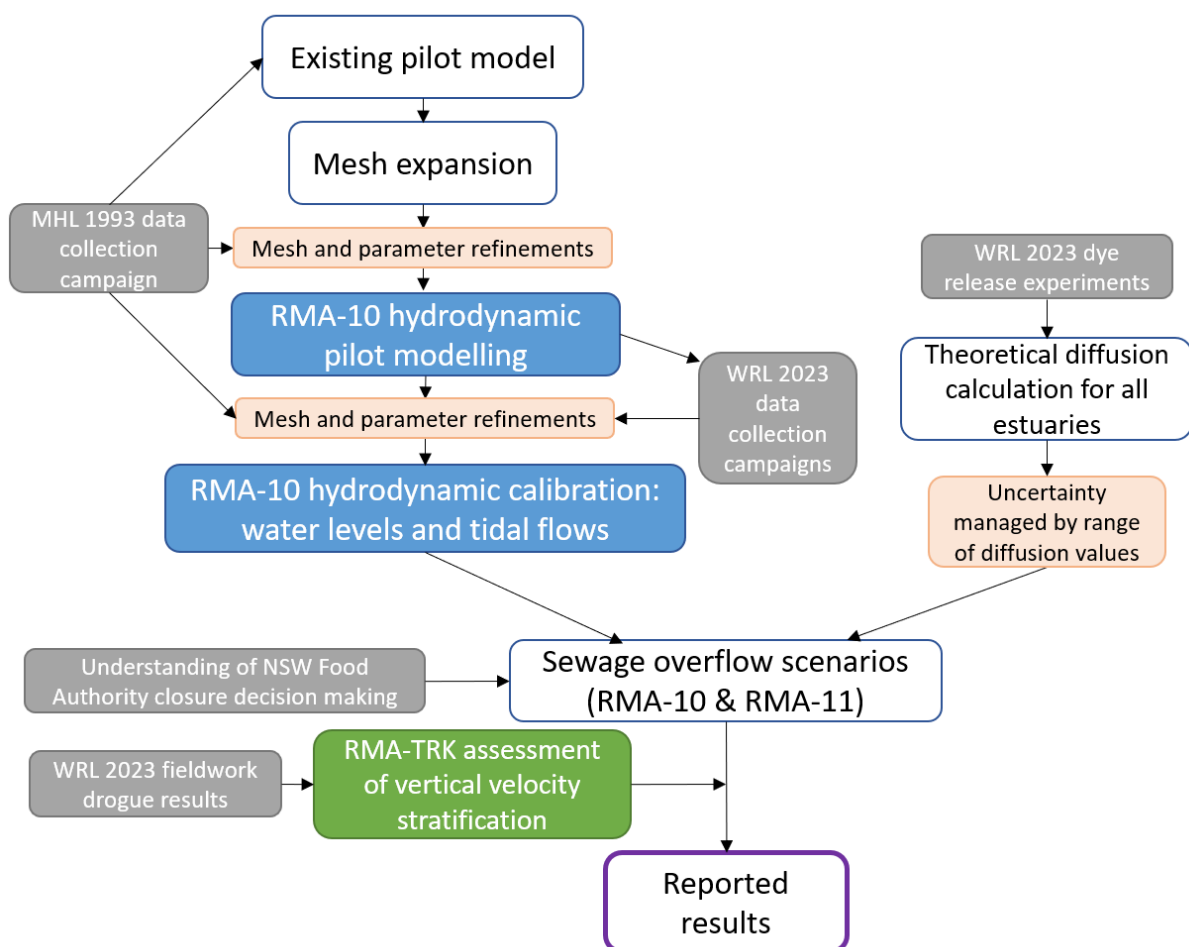 Existing pilot model
Mesh expansion
MHL 1993 data
collection
campaign
Mesh and parameter refinements
WRL 2023 dye
release experiments
RMA-10 hydrodynamic
pilot modelling
Theoretical diffusion
calculation for all
estuaries
WRL 2023
data
collection
campaigns
Mesh and parameter refinements
RMA-10 hydrodynamic calibration:
water levels and tidal flows
Uncertainty
managed by range
of diffusion values
Understanding of NSW Food
Authority closure decision making
Sewage overflow scenarios
(RMA-10 & RMA-11)
WRL 2023 fieldwork
drogue results
RMA-TRK assessment
of vertical velocity
stratification
Reported
results